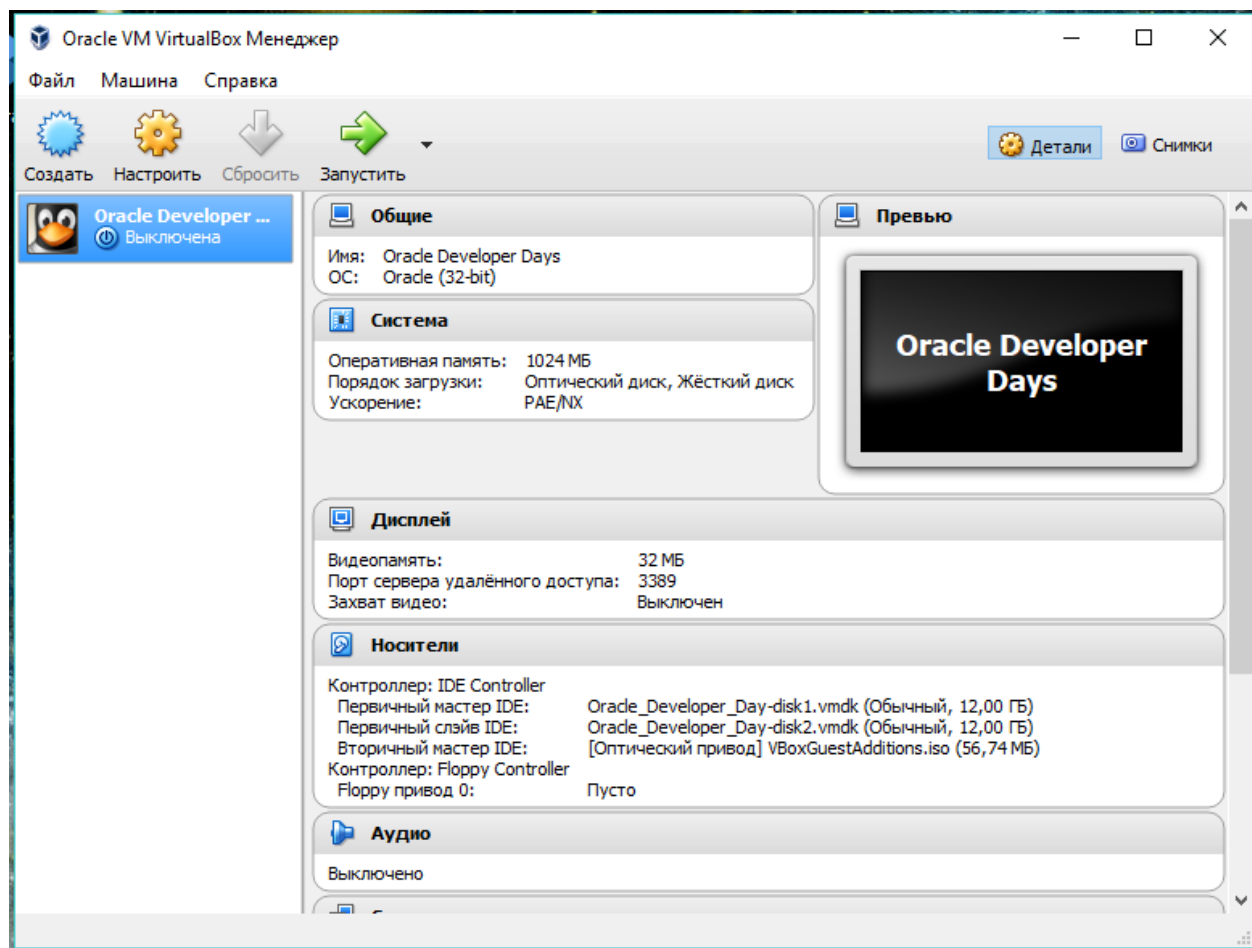 Oracle VM VirtualBox Менеджер
Файл Машина Справка
Создать Настроить Сбросить Запустить Детали Снимки
Oracle Developer ...
Выключена
Общие
Имя: Oracle Developer Days
ОС: Oracle (32-bit)
Система
Оперативная память: 1024 МБ
Порядок загрузки: Оптический диск, Жёсткий диск
Ускорение: PAE/NX
Превью
Oracle Developer
Days
Дисплей
Видеопамять: 32 МБ
Порт сервера удалённого доступа: 3389
Захват видео: Выключен
Носители
Контроллер: IDE Controller
Первичный мастер IDE: Oracle_Developer_Day-disk1.vmdk (Обычный, 12,00 ГБ)
Первичный слэйв IDE: Oracle_Developer_Day-disk2.vmdk (Обычный, 12,00 ГБ)
Вторичный мастер IDE: [Оптический привод] VBoxGuestAdditions.iso (56,74 МБ)
Контроллер: Floppy Controller
Floppy привод 0: Пусто
Аудио
Выключено